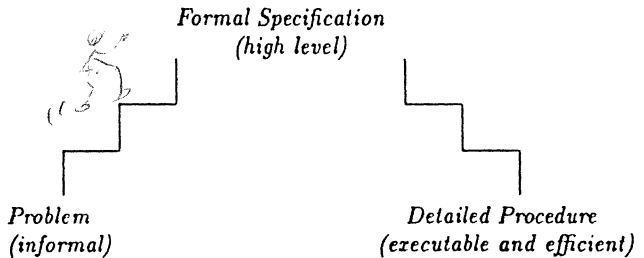 Formal Specification
(high level)
Problem
(informal)
Detailed Procedure
(executable and efficient)